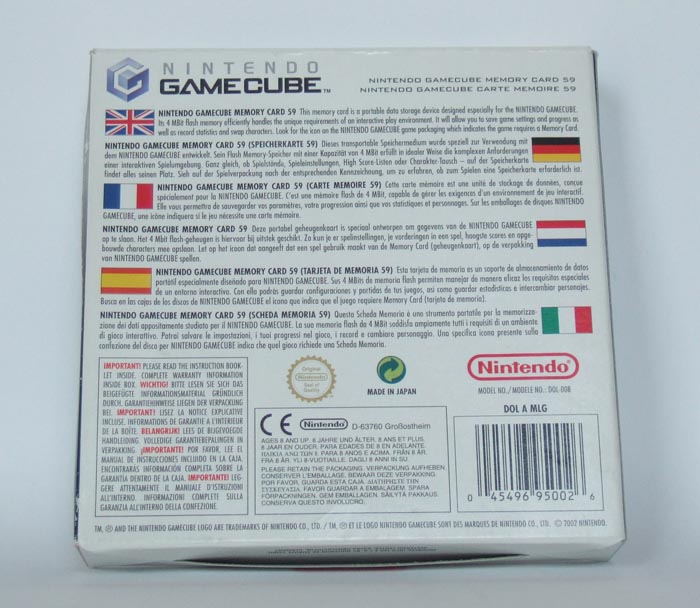 NINTENDO
GAMECUBE™
NINTENDO GAMECUBE MEMORY CARD 59
NINTENDO GAMECUBE CARTE MEMOIRE 59
NINTENDO GAMECUBE MEMORY CARD 59 This memory card is a portable data storage device designed especially for the NINTENDO GAMECUBE.
Its 4 MBit flash memory efficiently handles the unique requirements of an interactive play environment. It will allow you to save game settings and progress as
well as record statistics and swap characters. Look for the icon on the NINTENDO GAMECUBE game packaging which indicates the game requires a Memory Card.
NINTENDO GAMECUBE MEMORY CARD 59 (SPEICHERKARTE 59) Dieses transportable Speichermedium wurde speziell zur Verwendung mit
dem NINTENDO GAMECUBE entwickelt. Sein Flash Memory-Speicher mit einer Kapazität von 4 MBit erfüllt in idealer Weise die komplexen Anforderungen
einer interaktiven Spielumgebung. Ganz gleich, ob Spielstände, Spieleinstellungen, High Score-Listen oder Charakter-Tausch – auf der Speicherkarte
findet alles seinen Platz. Sieh auf der Spielverpackung nach der entsprechenden Kennzeichnung, um zu erfahren, ob zum Spielen eine Speicherkarte erforderlich ist.
NINTENDO GAMECUBE MEMORY CARD 59 (CARTE MEMOIRE 59) Cette carte mémoire est une unité de stockage de données, conçue
spécialement pour la NINTENDO GAMECUBE. C'est une mémoire flash de 4 MBit, capable de gérer les exigences d'un environnement de jeu interactif.
Elle vous permettra de sauvegarder vos paramètres, votre progression ainsi que vos statistiques et personnages. Sur les emballages de disques NINTENDO
GAMECUBE, une icône indiquera si le jeu nécessite une carte mémoire.
NINTENDO GAMECUBE MEMORY CARD 59 Deze portabel geheugenkaart is speciaal ontworpen om gegevens van de NINTENDO GAMECUBE
op te slaan. Het 4 Mbit flash-geheugen is hiervoor bij uitstek geschikt. Zo kun je er spelinstellingen, je vorderingen in een spel, hoogste scores en opge-
bouwde characters mee opslaan. Let op het icoon dat aangeeft dat een spel gebruik maakt van de Memory Card (geheugenkaart), op de verpakking
van NINTENDO GAMECUBE spellen.
NINTENDO GAMECUBE MEMORY CARD 59 (TARJETA DE MEMORIA 59) Esta tarjeta de memoria es un soporte de almacenamiento de datos
portátil especialmente diseñado para NINTENDO GAMECUBE. Sus 4 MBits de memoria flash permiten manejar de manera eficaz los requisitos especiales
de un entorno interactivo. Con ella podrás guardar configuraciones y partidas de tus juegos, así como guardar estadísticas e intercambiar personajes.
Busca en las cajas de los discos de NINTENDO GAMECUBE el icono que indica que el juego requiere Memory Card (tarjeta de memoria).
NINTENDO GAMECUBE MEMORY CARD 59 (SCHEDA MEMORIA 59) Questa Scheda Memoria è uno strumento portatile per la memorizza-
zione dei dati appositamente studiato per il NINTENDO GAMECUBE. La sua memoria flash da 4 MBit soddisfa ampiamente tutti i requisiti di un ambiente
di gioco interattivo. Potrai salvare le impostazioni, i tuoi progressi nel gioco, i record e cambiare personaggio. Una specifica icona presente sulla
confezione del disco per NINTENDO GAMECUBE indica che quel gioco richiede una Scheda Memoria.
IMPORTANT! PLEASE READ THE INSTRUCTION BOOK-
LET INSIDE. COMPLETE WARRANTY INFORMATION
INSIDE BOX. WICHTIG! BITTE LESEN SIE SICH DAS
BEIGEFÜGTE INFORMATIONSMATERIAL GRÜNDLICH
DURCH. GARANTIEHINWEISE LIEGEN DER VERPACKUNG
BEI. IMPORTANT! LISEZ LA NOTICE EXPLICATIVE
INCLUSE. INFORMATIONS DE GARANTIE A L'INTERIEUR
DE LA BOÎTE. BELANGRIJK! LEES DE BIJGEVOEGDE
HANDLEIDING. VOLLEDIGE GARANTIEBEPALINGEN IN
VERPAKKING. ¡IMPORTANTE! POR FAVOR, LEE EL
MANUAL DE INSTRUCCIONES INCLUIDO EN LA CAJA.
ENCONTRARÁS INFORMACIÓN COMPLETA SOBRE LA
GARANTÍA DENTRO DE LA CAJA. IMPORTANTE! LEG-
GERE ATTENTAMENTE IL MANUALE D'ISTRUZIONI
ALL'INTERNO. INFORMAZIONI COMPLETE SULLA
GARANZIA ALL'INTERNO DELLA CONFEZIONE.
Original
Nintendo
Seal of
Quality
MADE IN JAPAN
Nintendo®
MODEL NO./MODELE NO.: DOL-008
DOL A MLG
CE Nintendo® D-63760 Großostheim
AGES 6 AND UP. 6 JAHRE UND ÄLTER. 6 ANS ET PLUS.
6 JAAR EN OUDER. PARA EDADES DE 6 EN ADELANTE.
ΠΑΙΔΙΑ ΑΝΩ ΤΩΝ 6. PARA 6 ANOS E ACIMA. FRÅN 6 ÅR.
FRA 6 ÅR. YLI 6-VUOTIAILLE. DAGLI 6 ANNI IN SU.
PLEASE RETAIN THE PACKAGING. VERPACKUNG AUFHEBEN.
CONSERVER L'EMBALLAGE. BEWAAR DEZE VERPAKKING.
POR FAVOR, GUARDA ESTA CAJA. ΔΙΑΤΗΡΗΣΤΕ ΤΗΝ
ΣΥΣΚΕΥΑΣΙΑ. FAVOR GUARDAR A EMBALAGEM. SPARA
FÖRPACKNINGEN. GEM EMBALLAGEN. SÄILYTÄ PAKKAUS.
CONSERVA QUESTO INVOLUCRO.
0 45496 95002 6
TM, ® AND THE NINTENDO GAMECUBE LOGO ARE TRADEMARKS OF NINTENDO CO., LTD. / TM, ® ET LE LOGO NINTENDO GAMECUBE SONT DES MARQUES DE NINTENDO CO., LTD. © 2002 NINTENDO.